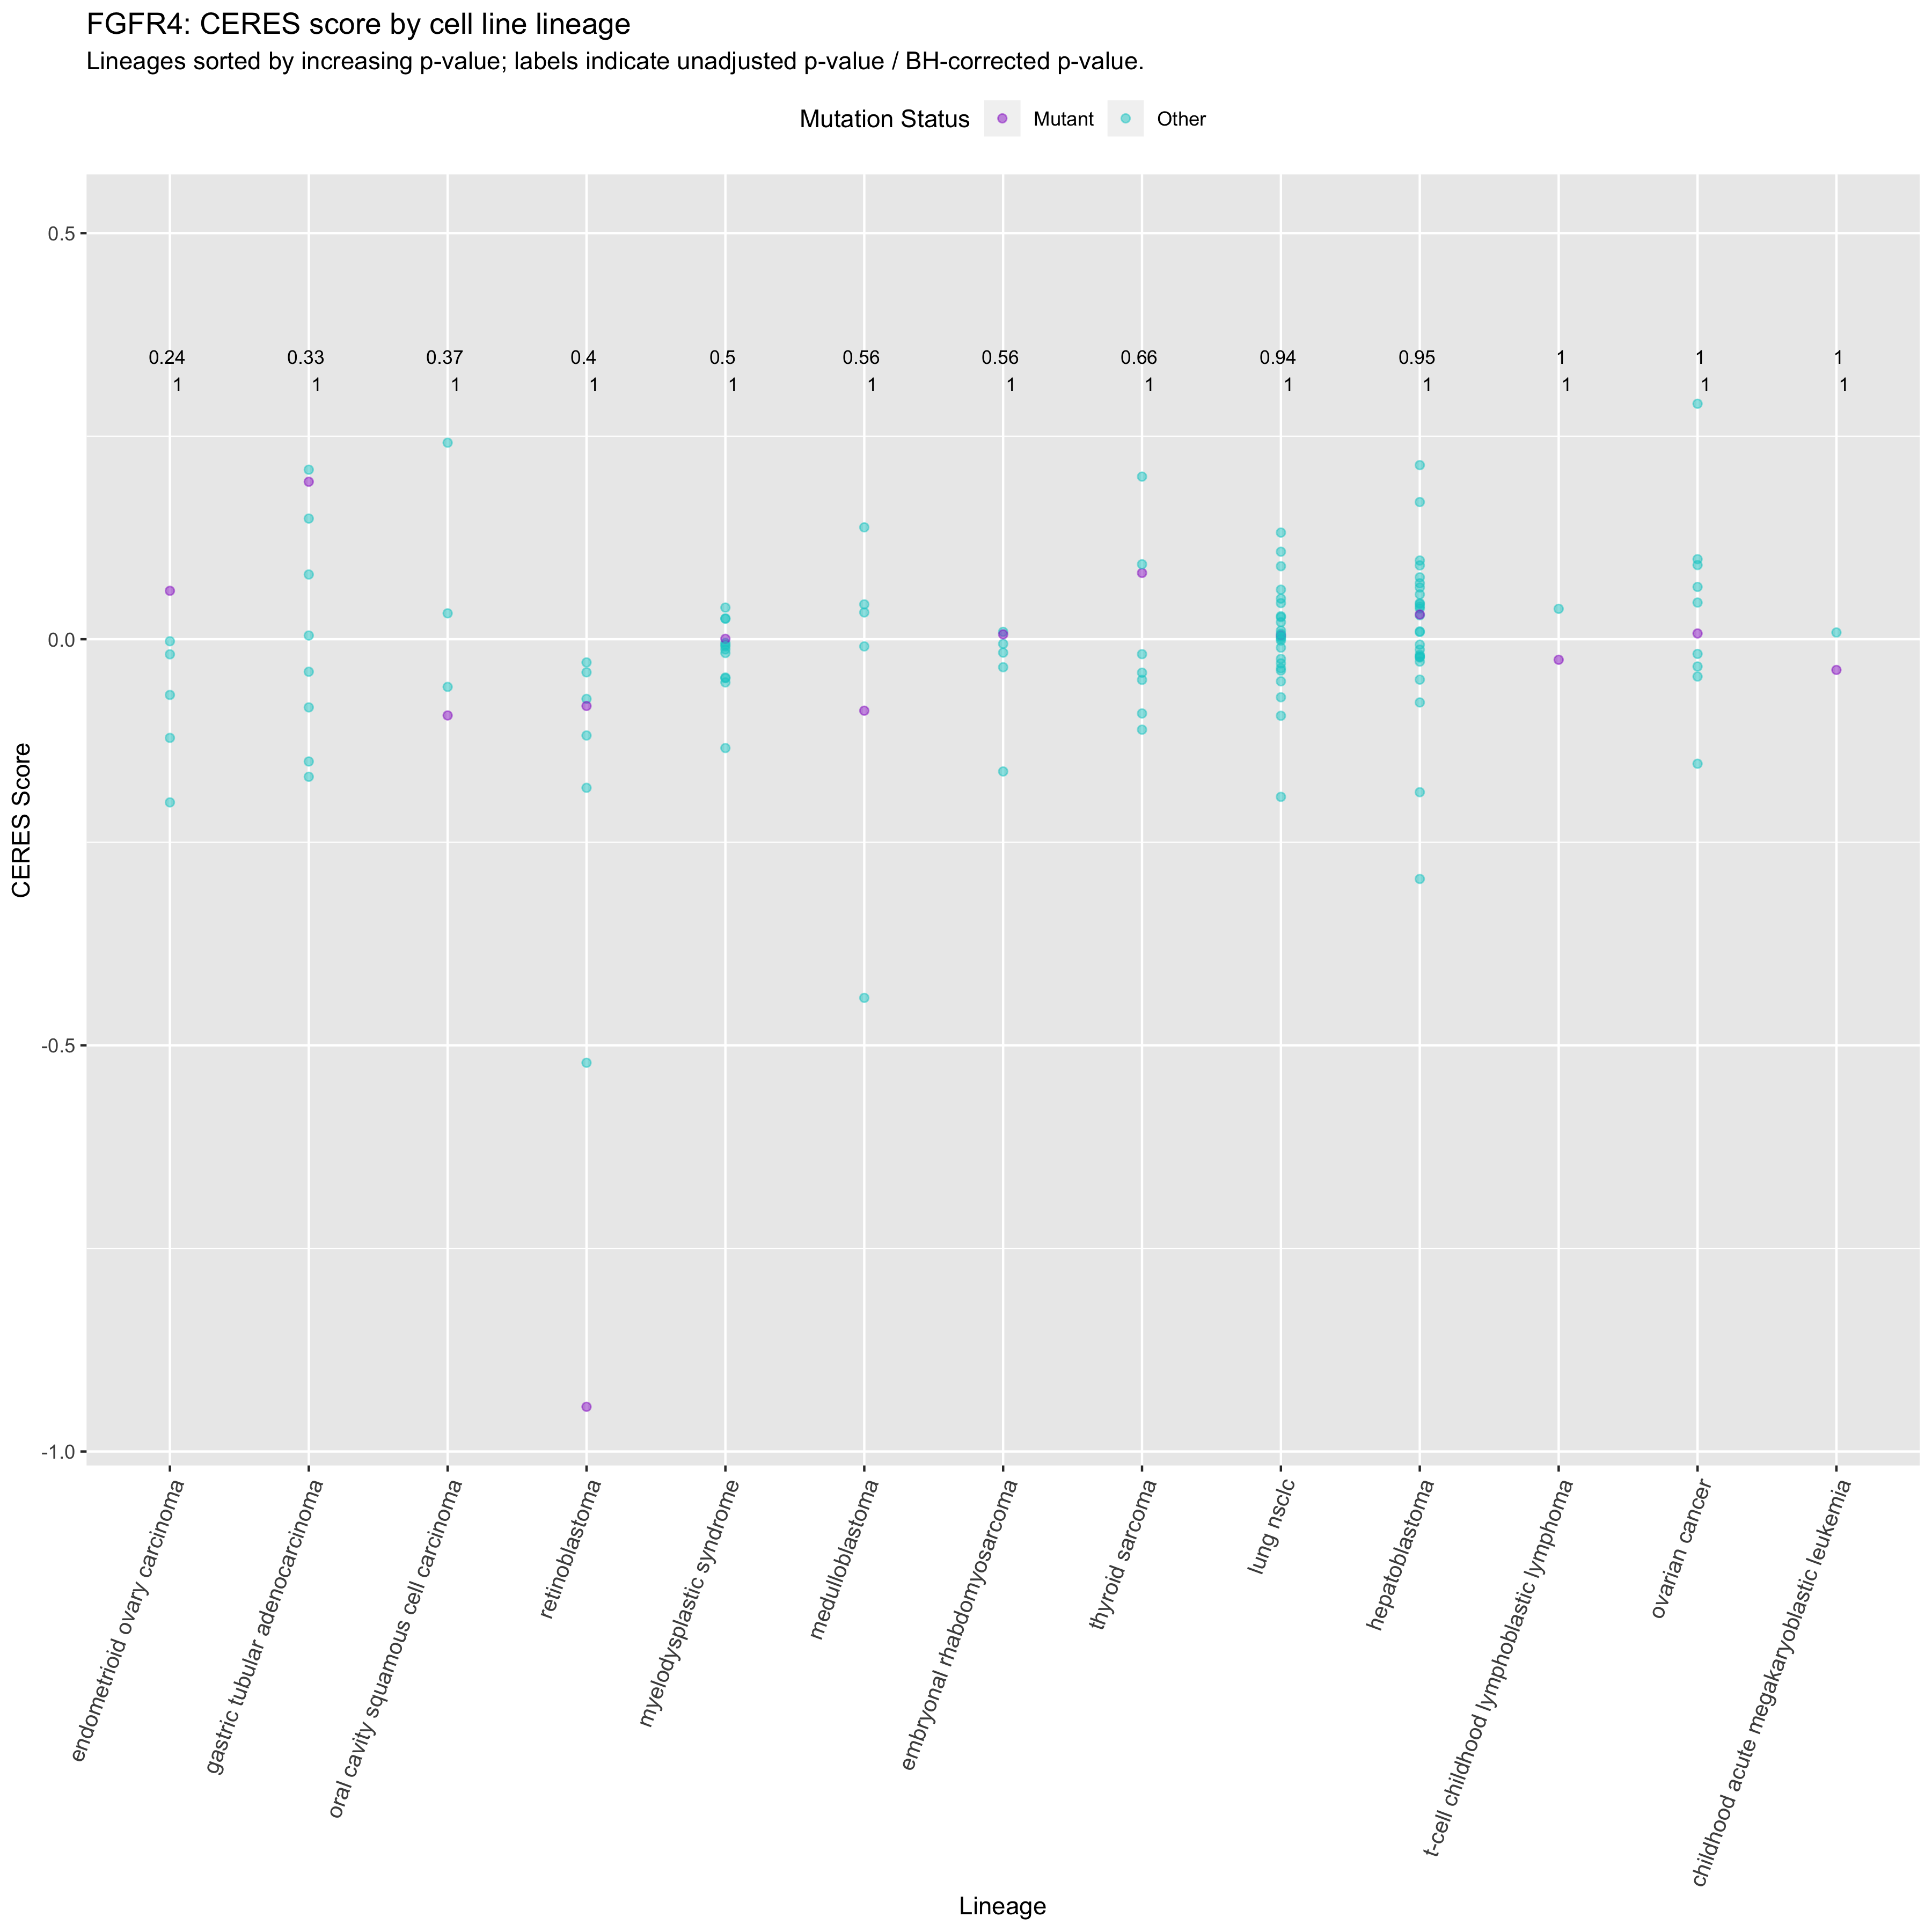 FGFR4: CERES score by cell line lineage
Lineages sorted by increasing p-value; labels indicate unadjusted p-value / BH-corrected p-value.
Mutation Status Mutant Other
0.5
0.24 0.33 0.37 0.4 0.5 0.56 0.56 0.66 0.94 0.95 1 1 1
1 1 1 1 1 1 1 1 1 1 1 1 1
0.0
CERES Score
-0.5
-1.0
endometrioid ovary carcinoma
gastric tubular adenocarcinoma
oral cavity squamous cell carcinoma
retinoblastoma
myelodysplastic syndrome
medulloblastoma
embryonal rhabdomyosarcoma
thyroid sarcoma
lung nsclc
hepatoblastoma
t-cell childhood lymphoblastic lymphoma
ovarian cancer
childhood acute megakaryoblastic leukemia
Lineage